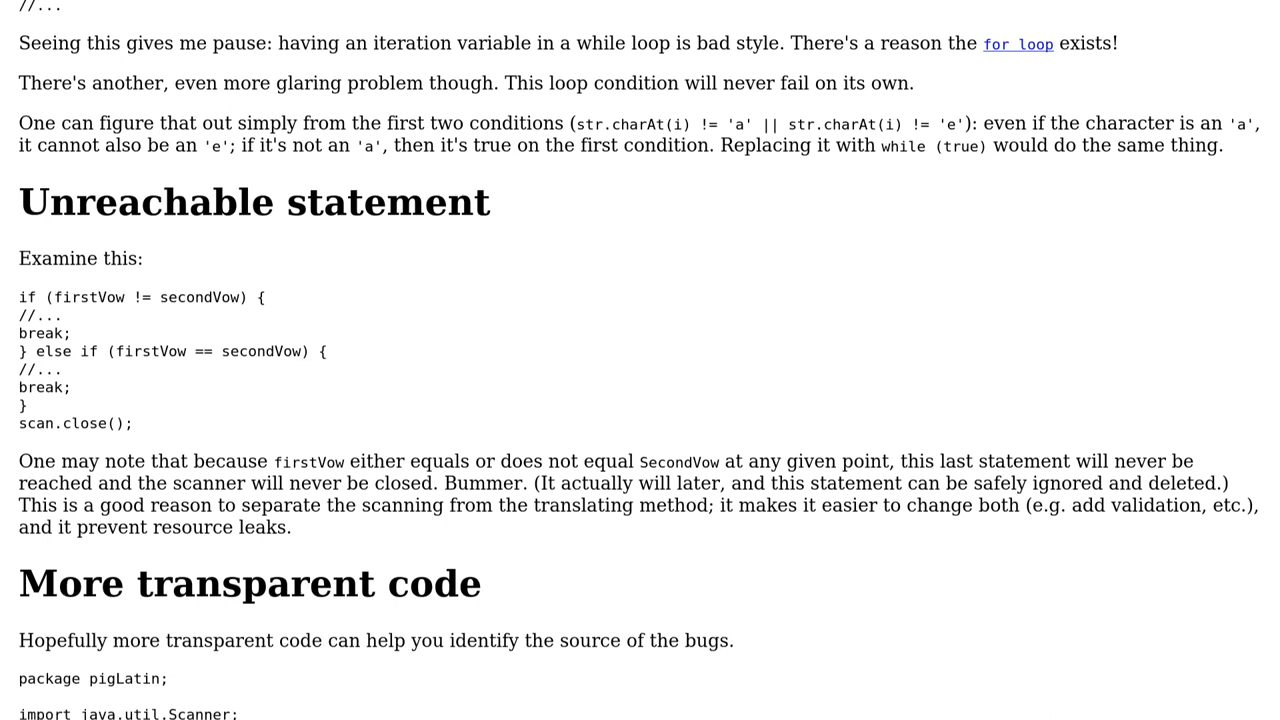 //...
Seeing this gives me pause: having an iteration variable in a while loop is bad style. There's a reason the for loop exists!
There's another, even more glaring problem though. This loop condition will never fail on its own.
One can figure that out simply from the first two conditions (str.charAt(i) != 'a' || str.charAt(i) != 'e'): even if the character is an 'a',
it cannot also be an 'e'; if it's not an 'a', then it's true on the first condition. Replacing it with while (true) would do the same thing.
Unreachable statement
Examine this:
if (firstVow != secondVow) {
//...
break;
} else if (firstVow == secondVow) {
//...
break;
}
scan.close();
One may note that because firstVow either equals or does not equal SecondVow at any given point, this last statement will never be
reached and the scanner will never be closed. Bummer. (It actually will later, and this statement can be safely ignored and deleted.)
This is a good reason to separate the scanning from the translating method; it makes it easier to change both (e.g. add validation, etc.),
and it prevent resource leaks.
More transparent code
Hopefully more transparent code can help you identify the source of the bugs.
package pigLatin;
import java.util.Scanner;